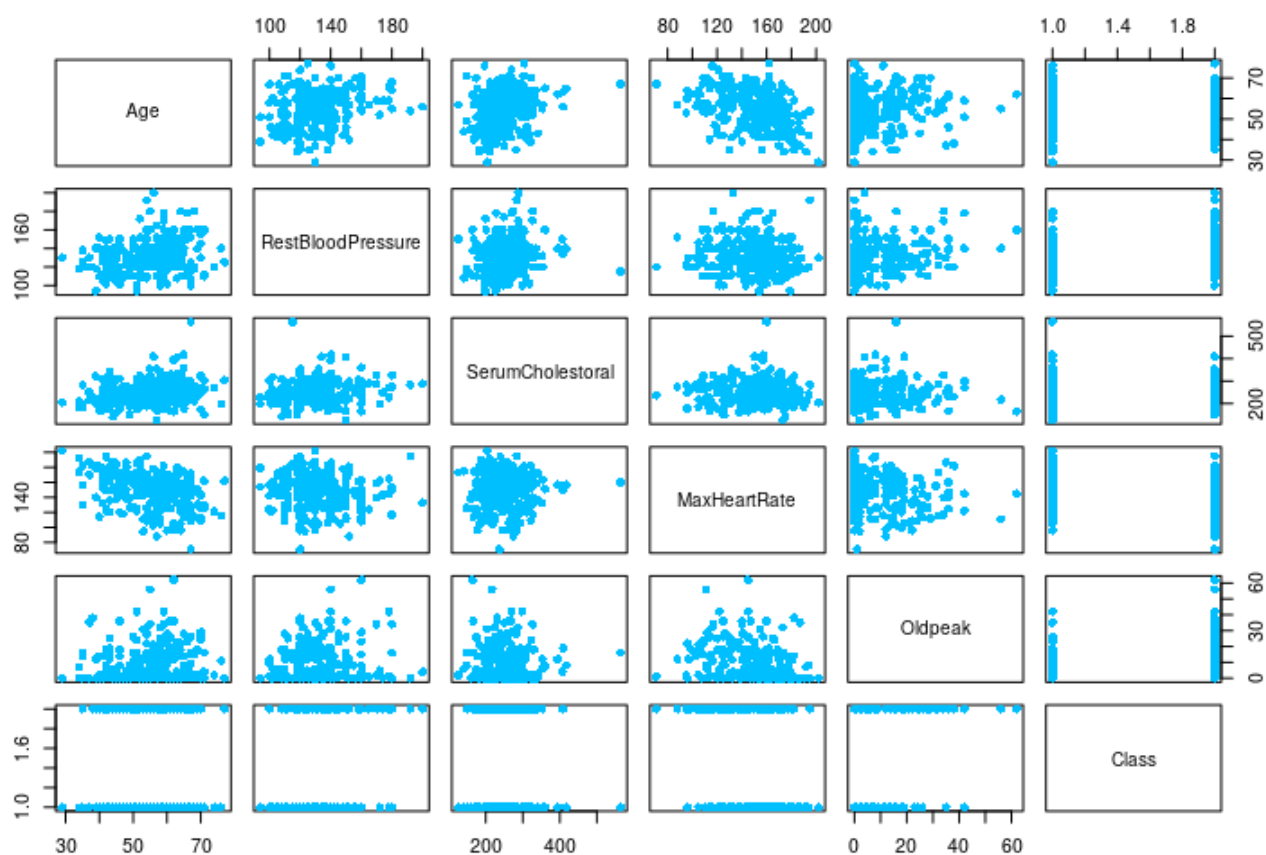 100 140 180
80 120 160 200
1.0 1.4 1.8
Age
30 50 70
100 160
RestBloodPressure
SerumCholestoral
200 500
80 140
MaxHeartRate
Oldpeak
0 30 60
1.0 1.6
Class
30 50 70
200 400
0 20 40 60